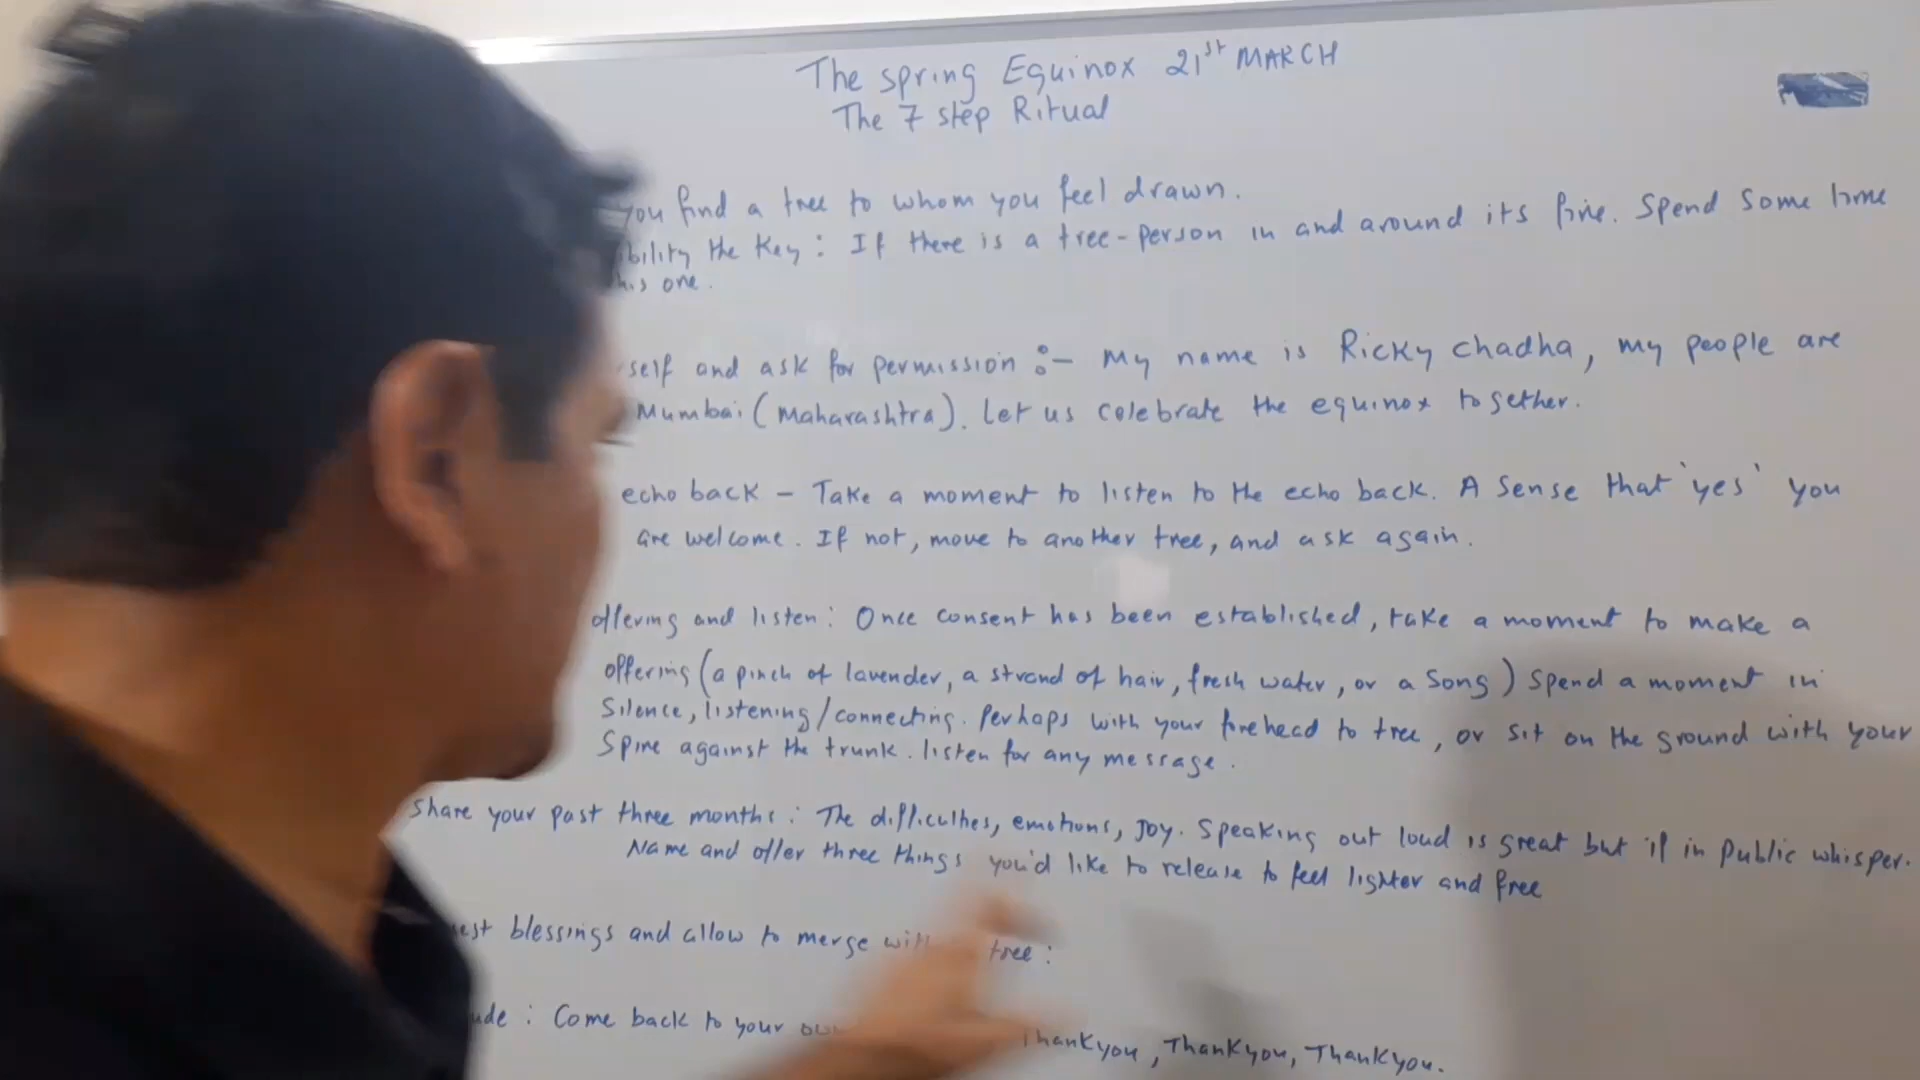 The spring Equinox 21st MARCH
The 7 step Ritual
you find a tree to whom you feel drawn.
the Key: If there is a tree-person in and around its fine. Spend some time
one.
self and ask for permission :- My name is Ricky chadha, my people are
Mumbai (Maharashtra). Let us celebrate the equinox together.
echo back - Take a moment to listen to the echo back. A Sense that 'yes' you
are welcome. If not, move to another tree, and ask again.
offering and listen: Once consent has been established, take a moment to make a
offering (a pinch of lavender, a strand of hair, fresh water, or a Song) Spend a moment in
Silence, listening/connecting. Perhaps with your forehead to tree, or sit on the ground with your
Spine against the trunk. listen for any message.
Share your past three months: The difficulties, emotions, Joy. Speaking out loud is great but if in Public whisper.
Name and offer three things you'd like to release to feel lighter and free
blessings and allow to merge tree:
Come back to your Thankyou, Thankyou, Thankyou.